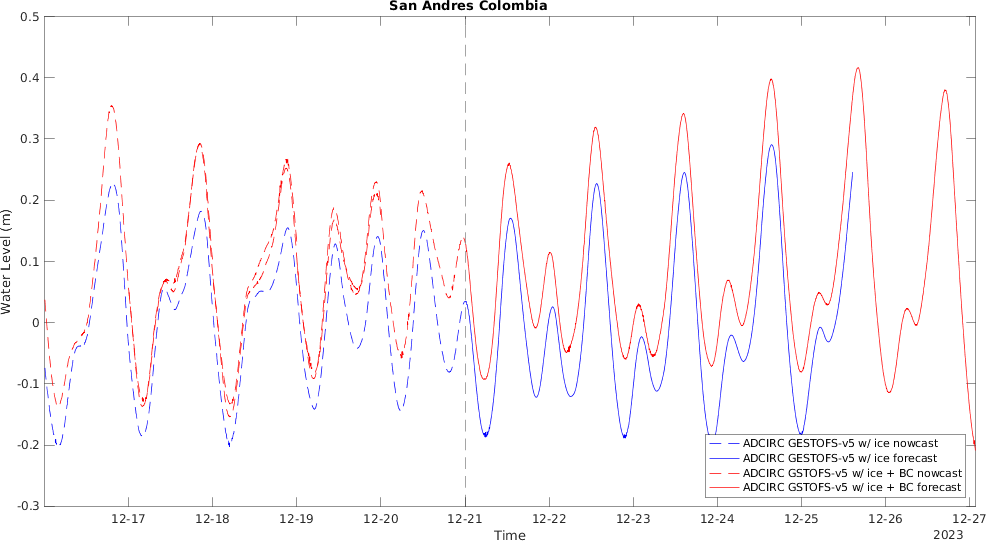 San Andres Colombia
0.5
0.4
0.3
0.2
0.1
0
-0.1
-0.2
-0.3
Water Level (m)
12-17 12-18 12-19 12-20 12-21 12-22 12-23 12-24 12-25 12-26 12-27
Time
2023
ADCIRC GESTOFS-v5 w/ ice nowcast
ADCIRC GESTOFS-v5 w/ ice forecast
ADCIRC GSTOFS-v5 w/ ice + BC nowcast
ADCIRC GSTOFS-v5 w/ ice + BC forecast